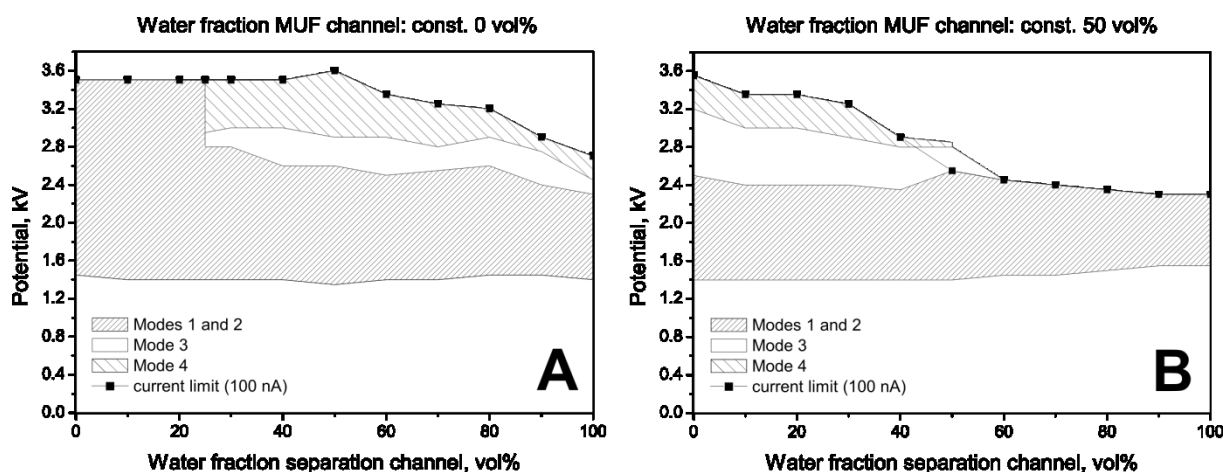 Water fraction MUF channel: const. 0 vol%
3.6
3.2
2.8
2.4
2.0
1.6
1.2
0.8
0.4
0.0
Potential, kV
Modes 1 and 2
Mode 3
Mode 4
current limit (100 nA)
A
0 20 40 60 80 100
Water fraction separation channel, vol%
Water fraction MUF channel: const. 50 vol%
3.6
3.2
2.8
2.4
2.0
1.6
1.2
0.8
0.4
0.0
Potential, kV
Modes 1 and 2
Mode 3
Mode 4
current limit (100 nA)
B
0 20 40 60 80 100
Water fraction separation channel, vol%